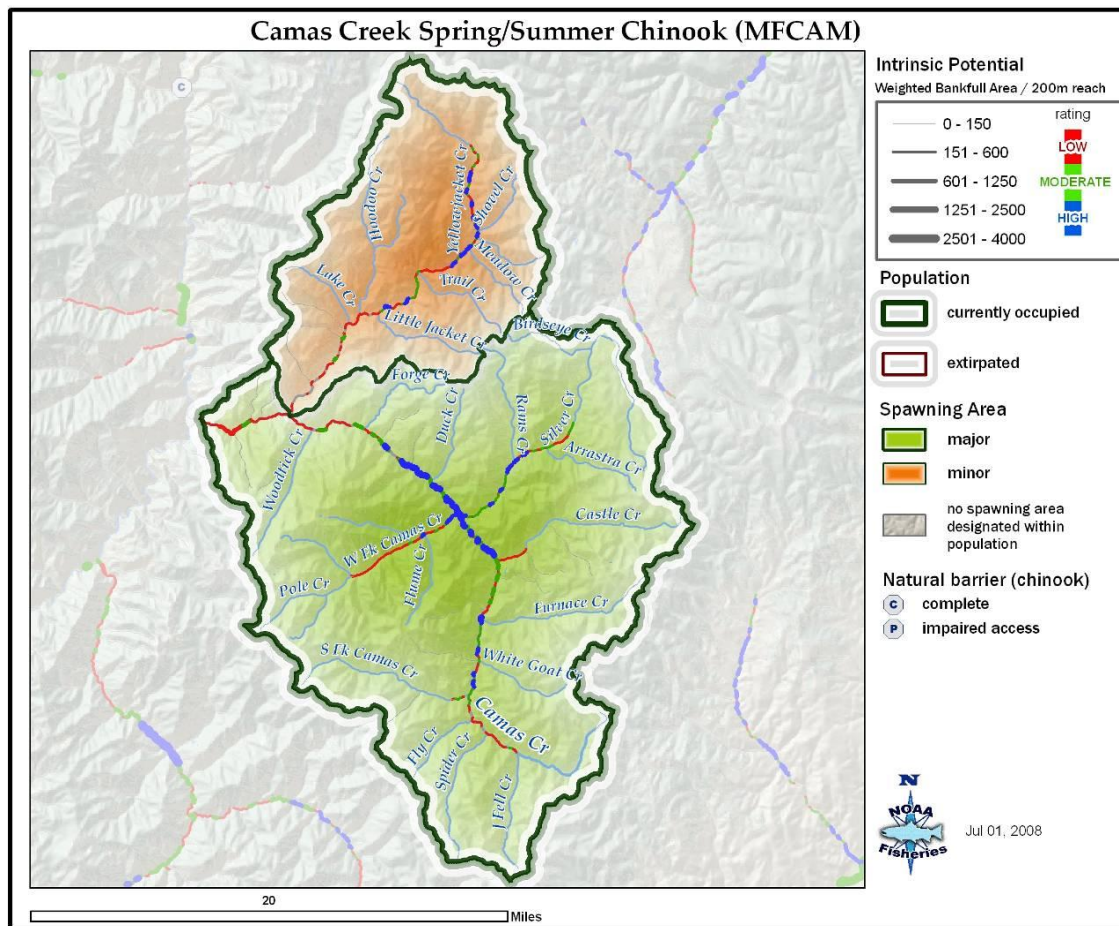 Camas Creek Spring/Summer Chinook (MFCAM)
C
Hoodoo Cr
Yellowjacket Cr
Shovel Cr
Meadow Cr
Lake Cr
Trail Cr
Little Jacket Cr
Birdseye Cr
Forge Cr
Duck Cr
Rams Cr
Silver Cr
Arrastra Cr
Woodtick Cr
Castle Cr
W Fk Camas Cr
Flume Cr
Pole Cr
Furnace Cr
S Fk Camas Cr
White Goat Cr
Camas Cr
Fly Cr
Spider Cr
J Fell Cr
20
Miles
Intrinsic Potential
Weighted Bankfull Area / 200m reach
rating
0 - 150
151 - 600
601 - 1250
1251 - 2500
2501 - 4000
LOW
MODERATE
HIGH
Population
currently occupied
extirpated
Spawning Area
major
minor
no spawning area
designated within
population
Natural barrier (chinook)
C complete
P impaired access
N
NOAA
Fisheries
Jul 01, 2008